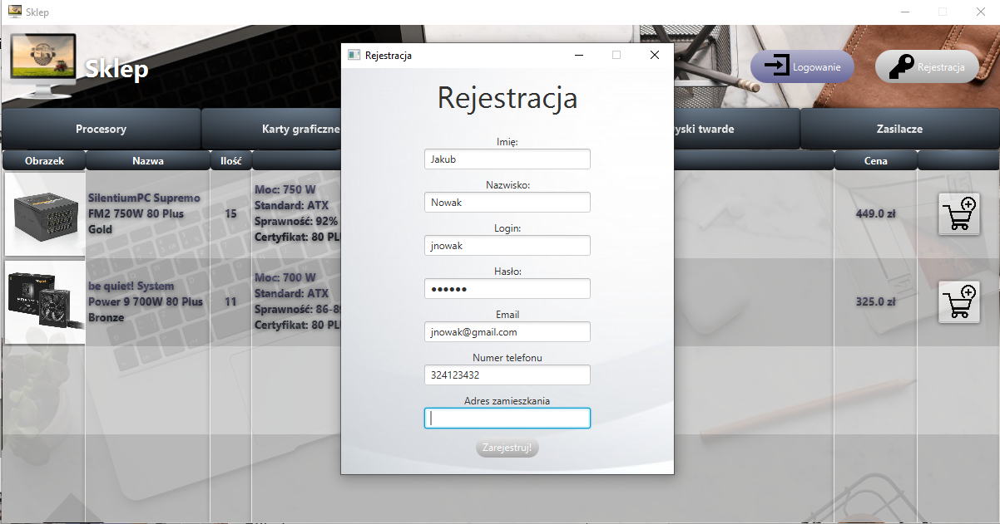 Sklep
Sklep
Logowanie
Rejestracja
Procesory
Karty graficzne
yski twarde
Zasilacze
Obrazek
Nazwa
Ilość
Cena
SilentiumPC Supremo
FM2 750W 80 Plus
Gold
15
Moc: 750 W
Standard: ATX
Sprawność: 92%
Certyfikat: 80 PL
449.0 zł
be quiet! System
Power 9 700W 80 Plus
Bronze
11
Moc: 700 W
Standard: ATX
Sprawność: 86-8
Certyfikat: 80 PL
325.0 zł
Rejestracja
Rejestracja
Imię:
Jakub
Nazwisko:
Nowak
Login:
jnowak
Hasło:
••••••
Email
jnowak@gmail.com
Numer telefonu
324123432
Adres zamieszkania
Zarejestruj!